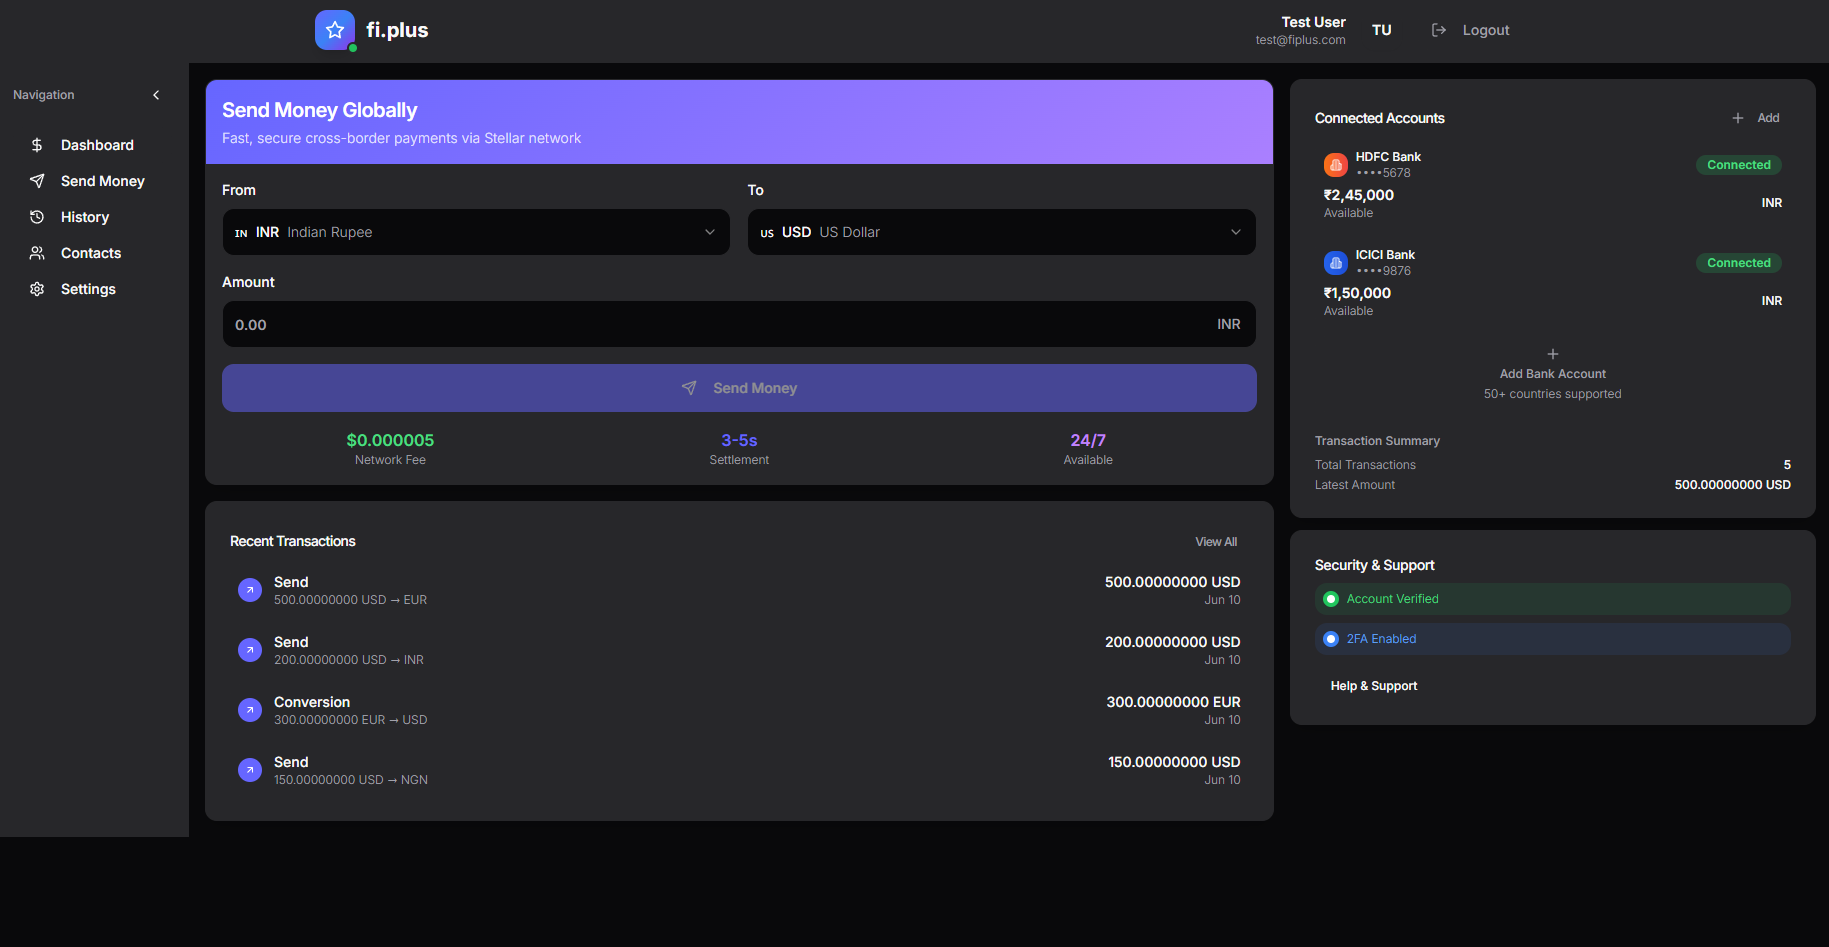 fi.plus
Test User
test@fiplus.com
TU
Logout
Navigation
Dashboard
Send Money
History
Contacts
Settings
Send Money Globally
Fast, secure cross-border payments via Stellar network
From
To
IN INR Indian Rupee
US USD US Dollar
Amount
0.00
INR
Send Money
$0.000005
Network Fee
3-5s
Settlement
24/7
Available
Recent Transactions
View All
Send
500.00000000 USD → EUR
500.00000000 USD
Jun 10
Send
200.00000000 USD → INR
200.00000000 USD
Jun 10
Conversion
300.00000000 EUR → USD
300.00000000 EUR
Jun 10
Send
150.00000000 USD → NGN
150.00000000 USD
Jun 10
Connected Accounts
Add
HDFC Bank
••••5678
Connected
₹2,45,000
Available
INR
ICICI Bank
••••9876
Connected
₹1,50,000
Available
INR
Add Bank Account
50+ countries supported
Transaction Summary
Total Transactions
5
Latest Amount
500.00000000 USD
Security & Support
Account Verified
2FA Enabled
Help & Support